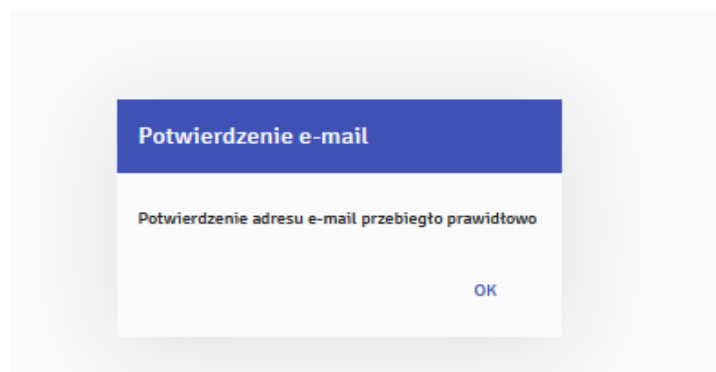 Potwierdzenie e-mail
Potwierdzenie adresu e-mail przebiegło prawidłowo
OK